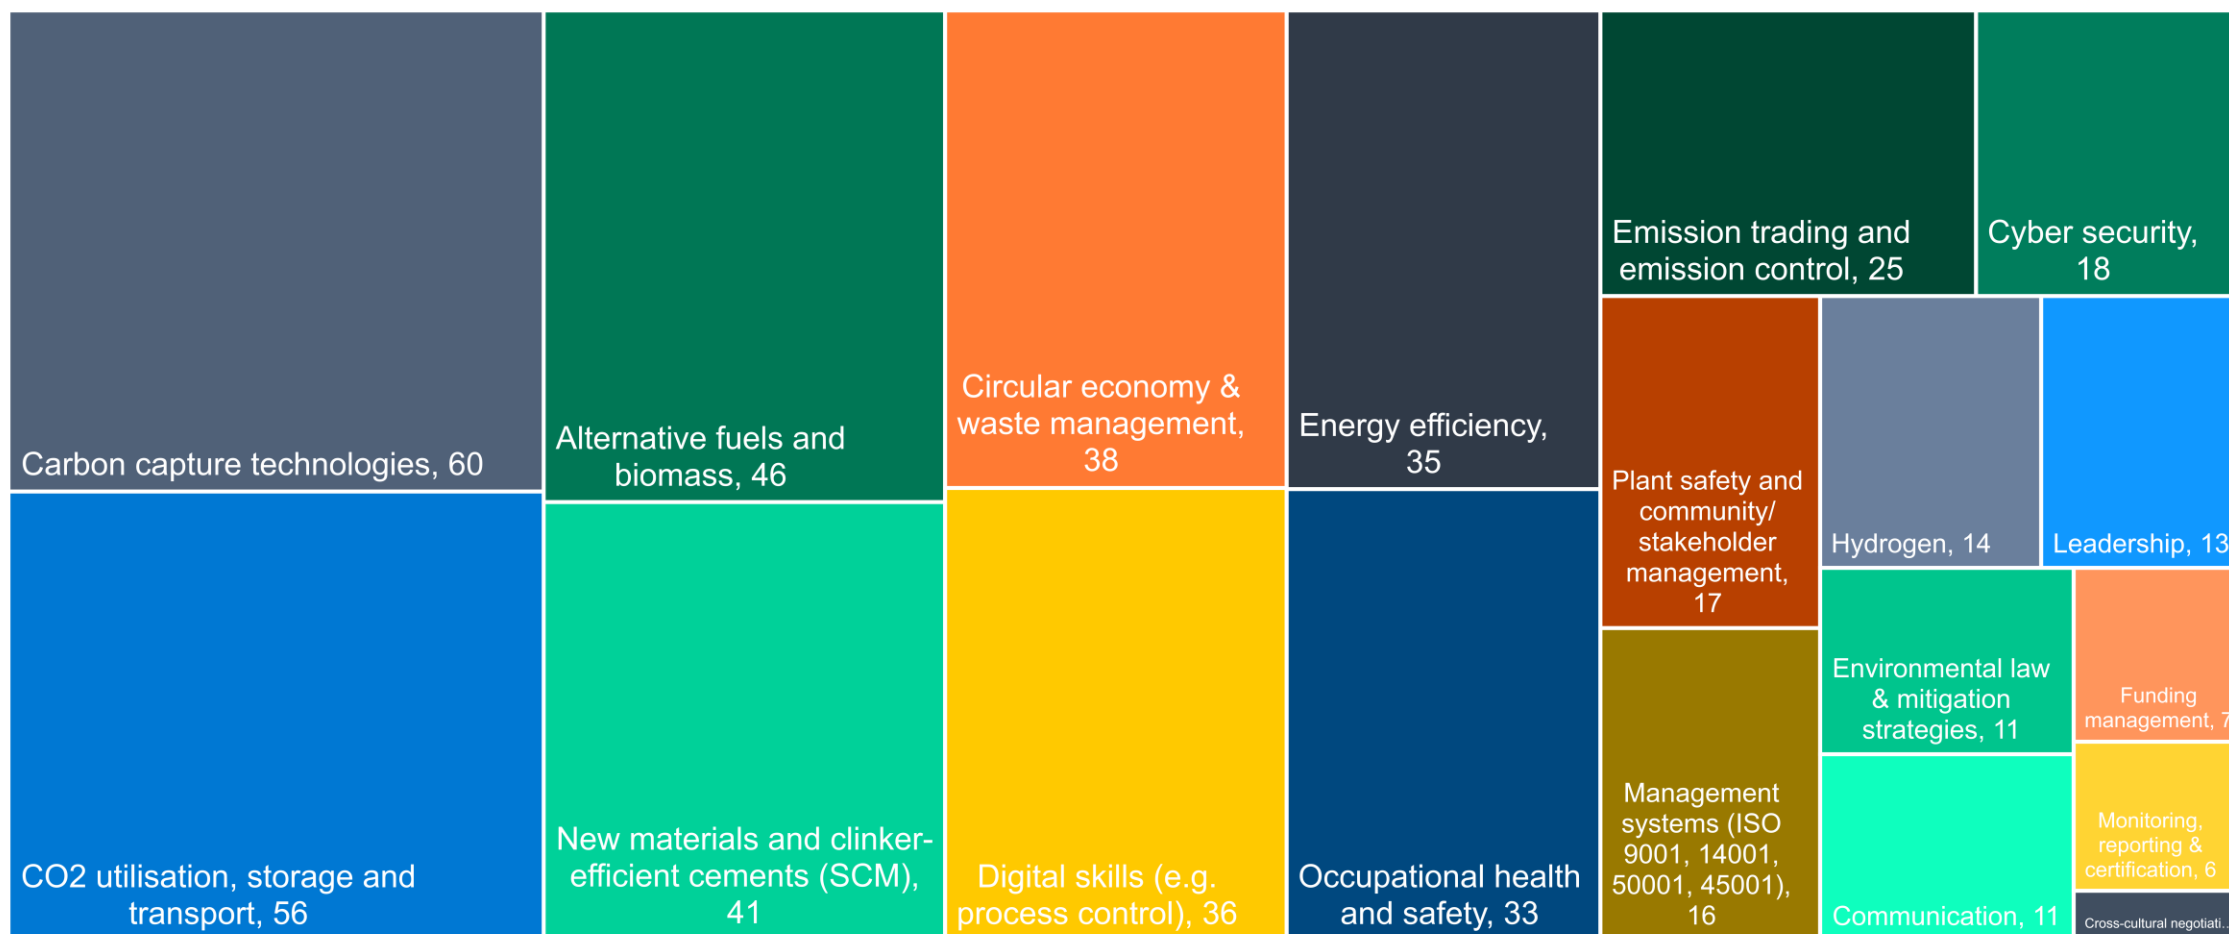 Carbon capture technologies, 60
CO2 utilisation, storage and
transport, 56
Alternative fuels and
biomass, 46
New materials and clinker-
efficient cements (SCM),
41
Circular economy &
waste management,
38
Digital skills (e.g.
process control), 36
Energy efficiency,
35
Occupational health
and safety, 33
Emission trading and
emission control, 25
Cyber security,
18
Plant safety and
community/
stakeholder
management,
17
Management
systems (ISO
9001, 14001,
50001, 45001),
16
Hydrogen, 14
Leadership, 13
Environmental law
& mitigation
strategies, 11
Communication, 11
Funding
management, 7
Monitoring,
reporting &
certification, 6
Cross-cultural negotiati...